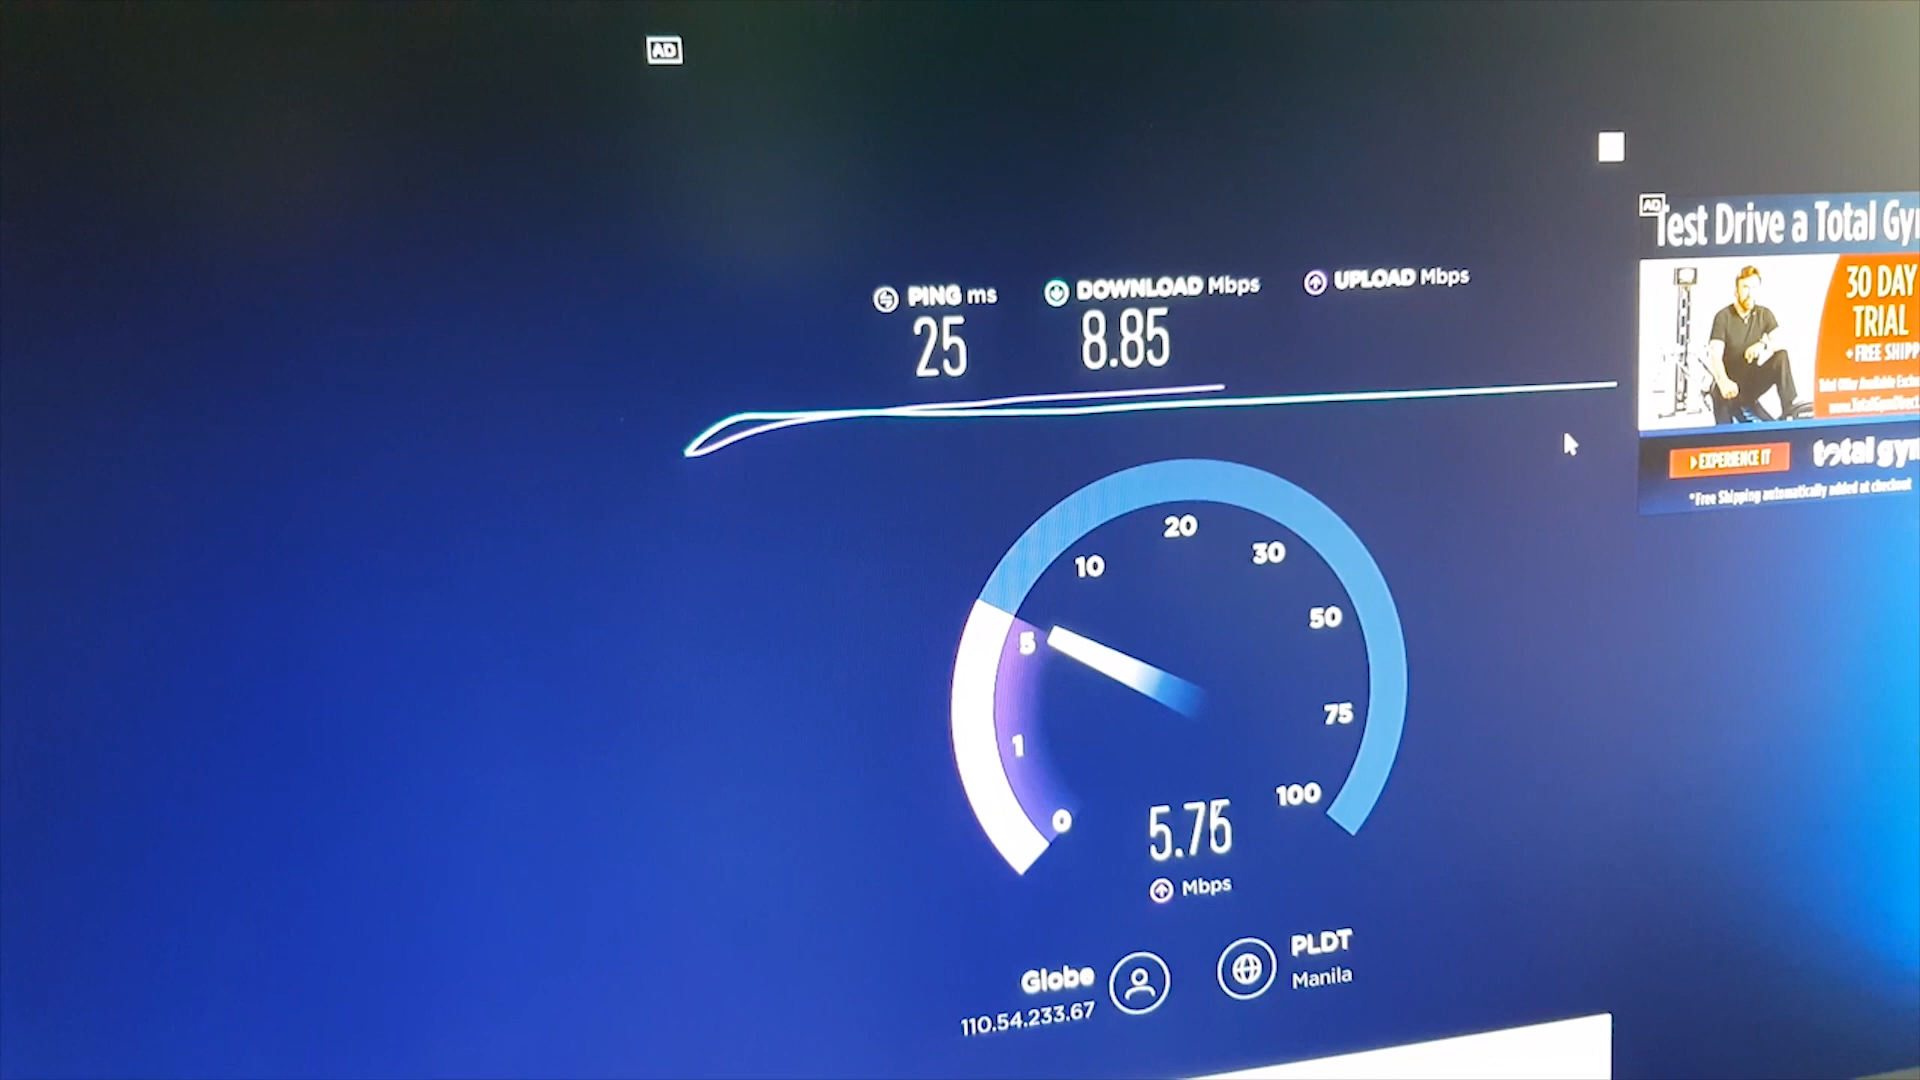 AD
PING ms
25
DOWNLOAD Mbps
8.85
UPLOAD Mbps
0
1
5
10
20
30
50
75
100
Mbps
Globe
110.54.233.67
PLDT
Manila
AD
Test Drive a Total Gy
30 DAY
TRIAL
+FREE SHIPP
EXPERIENCE IT
total gy
*Free Shipping automatically added at checkout